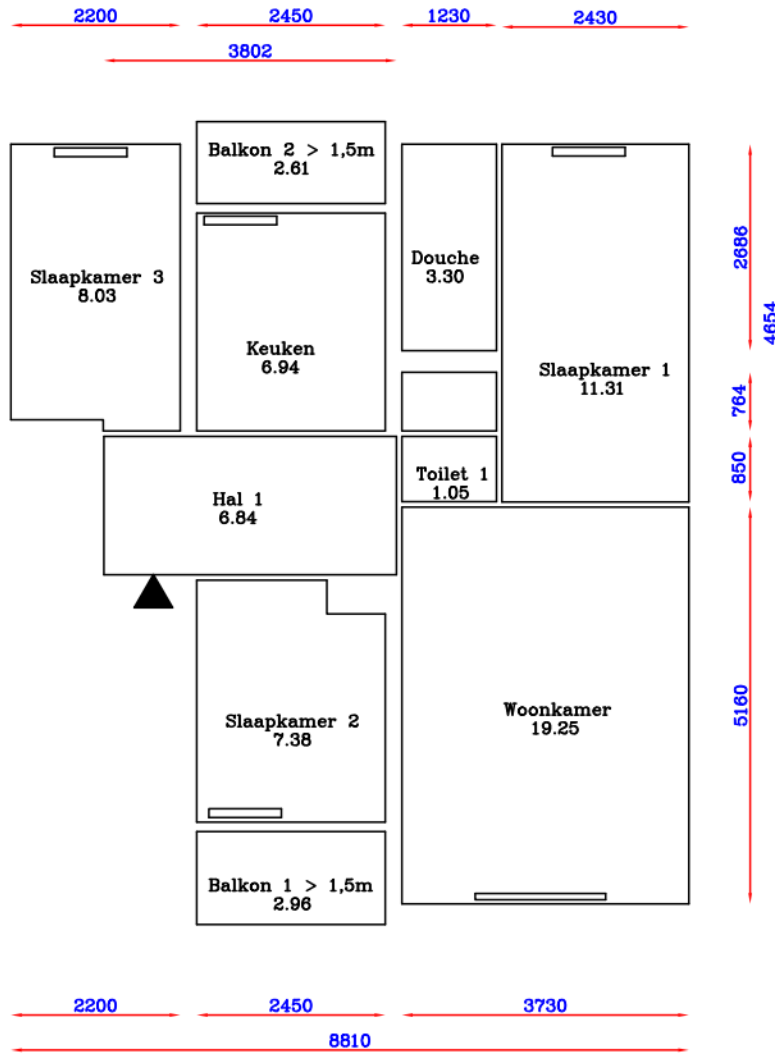 2200
2450
1230
2430
3802
Balkon 2 > 1,5m
2.61
Slaapkamer 3
8.03
Douche
3.30
2686
4654
Keuken
6.94
Slaapkamer 1
11.31
764
850
Toilet 1
1.05
Hal 1
6.84
Slaapkamer 2
7.38
Woonkamer
19.25
5160
Balkon 1 > 1,5m
2.96
2200
2450
3730
8810